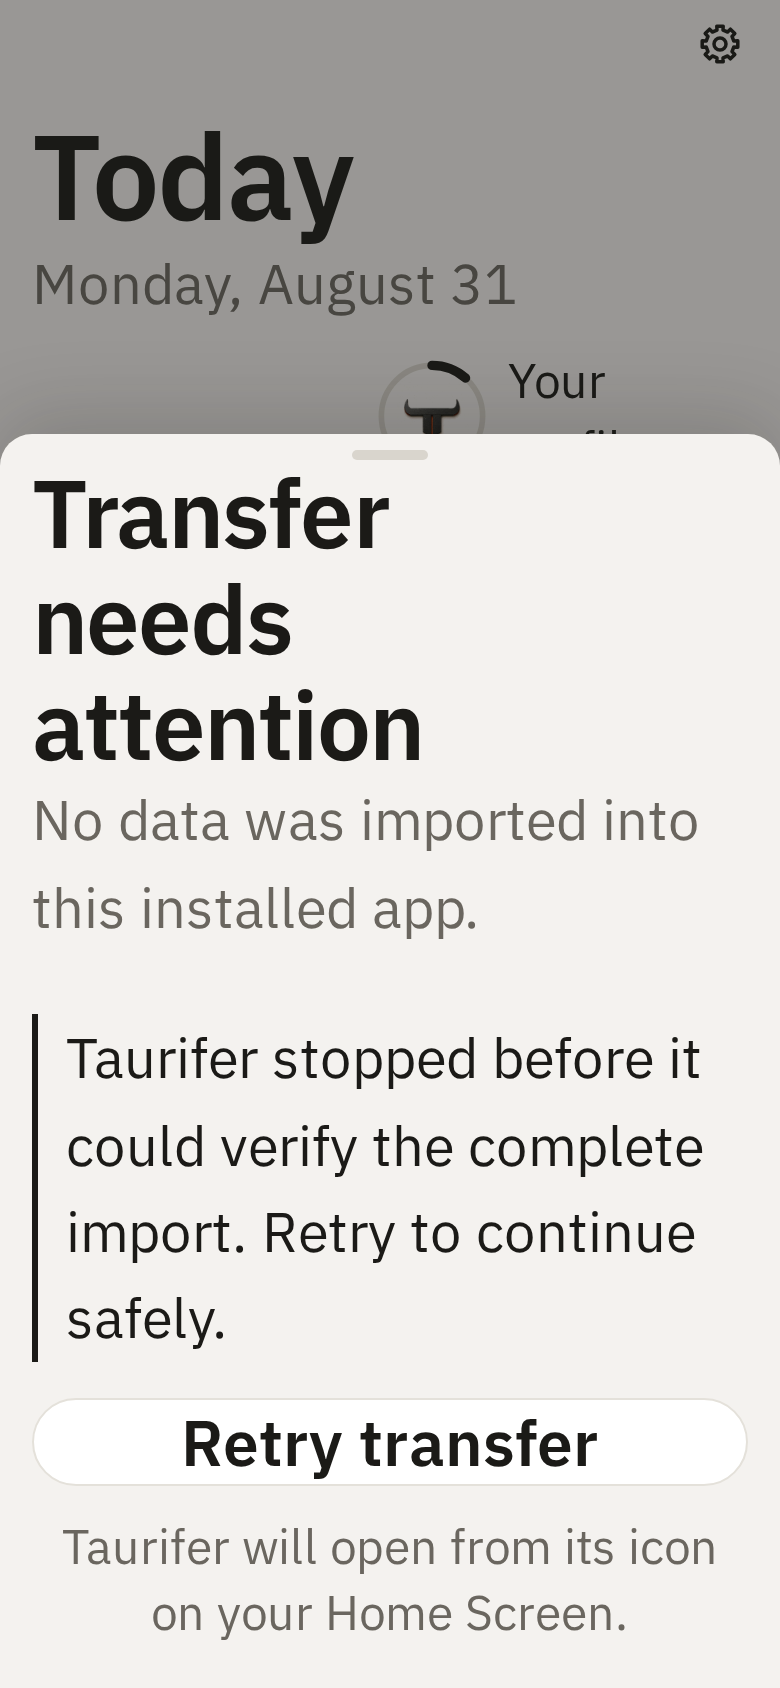 Today
Monday, August 31
Your
Transfer
needs
attention
No data was imported into
this installed app.
Taurifer stopped before it
could verify the complete
import. Retry to continue
safely.
Retry transfer
Taurifer will open from its icon
on your Home Screen.